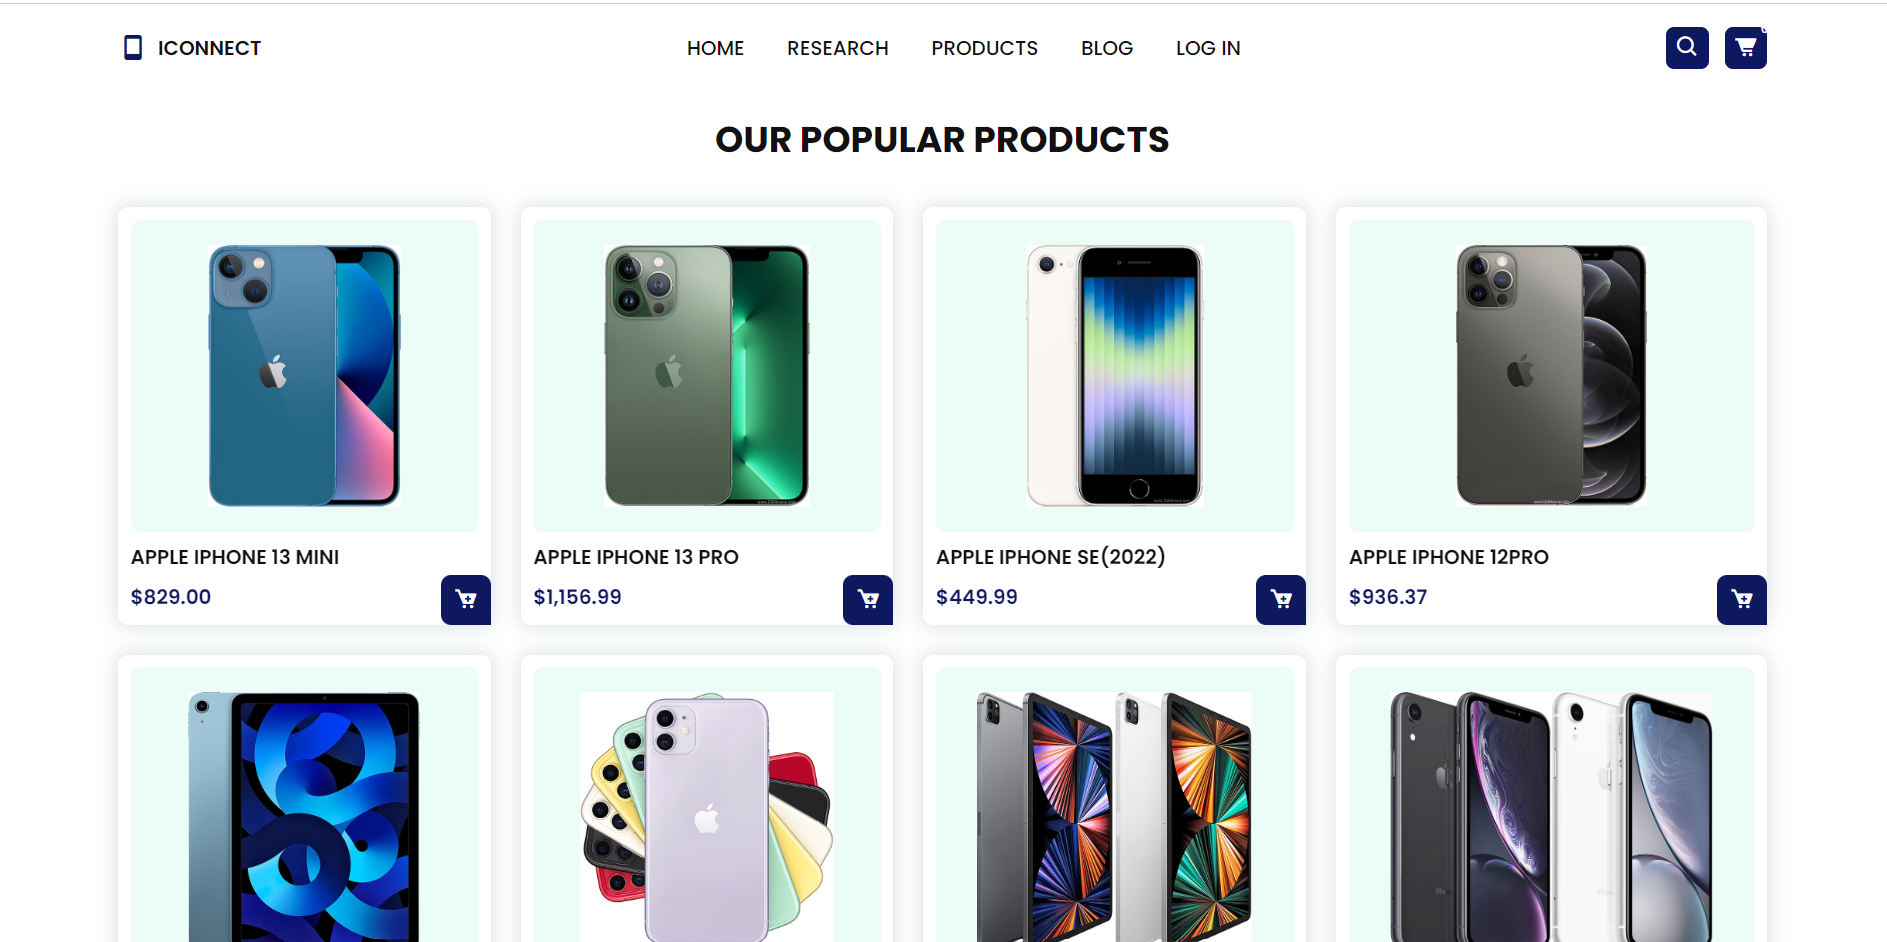 ICONNECT
HOME RESEARCH PRODUCTS BLOG LOG IN
OUR POPULAR PRODUCTS
APPLE IPHONE 13 MINI
$829.00
APPLE IPHONE 13 PRO
$1,156.99
APPLE IPHONE SE(2022)
$449.99
APPLE IPHONE 12PRO
$936.37